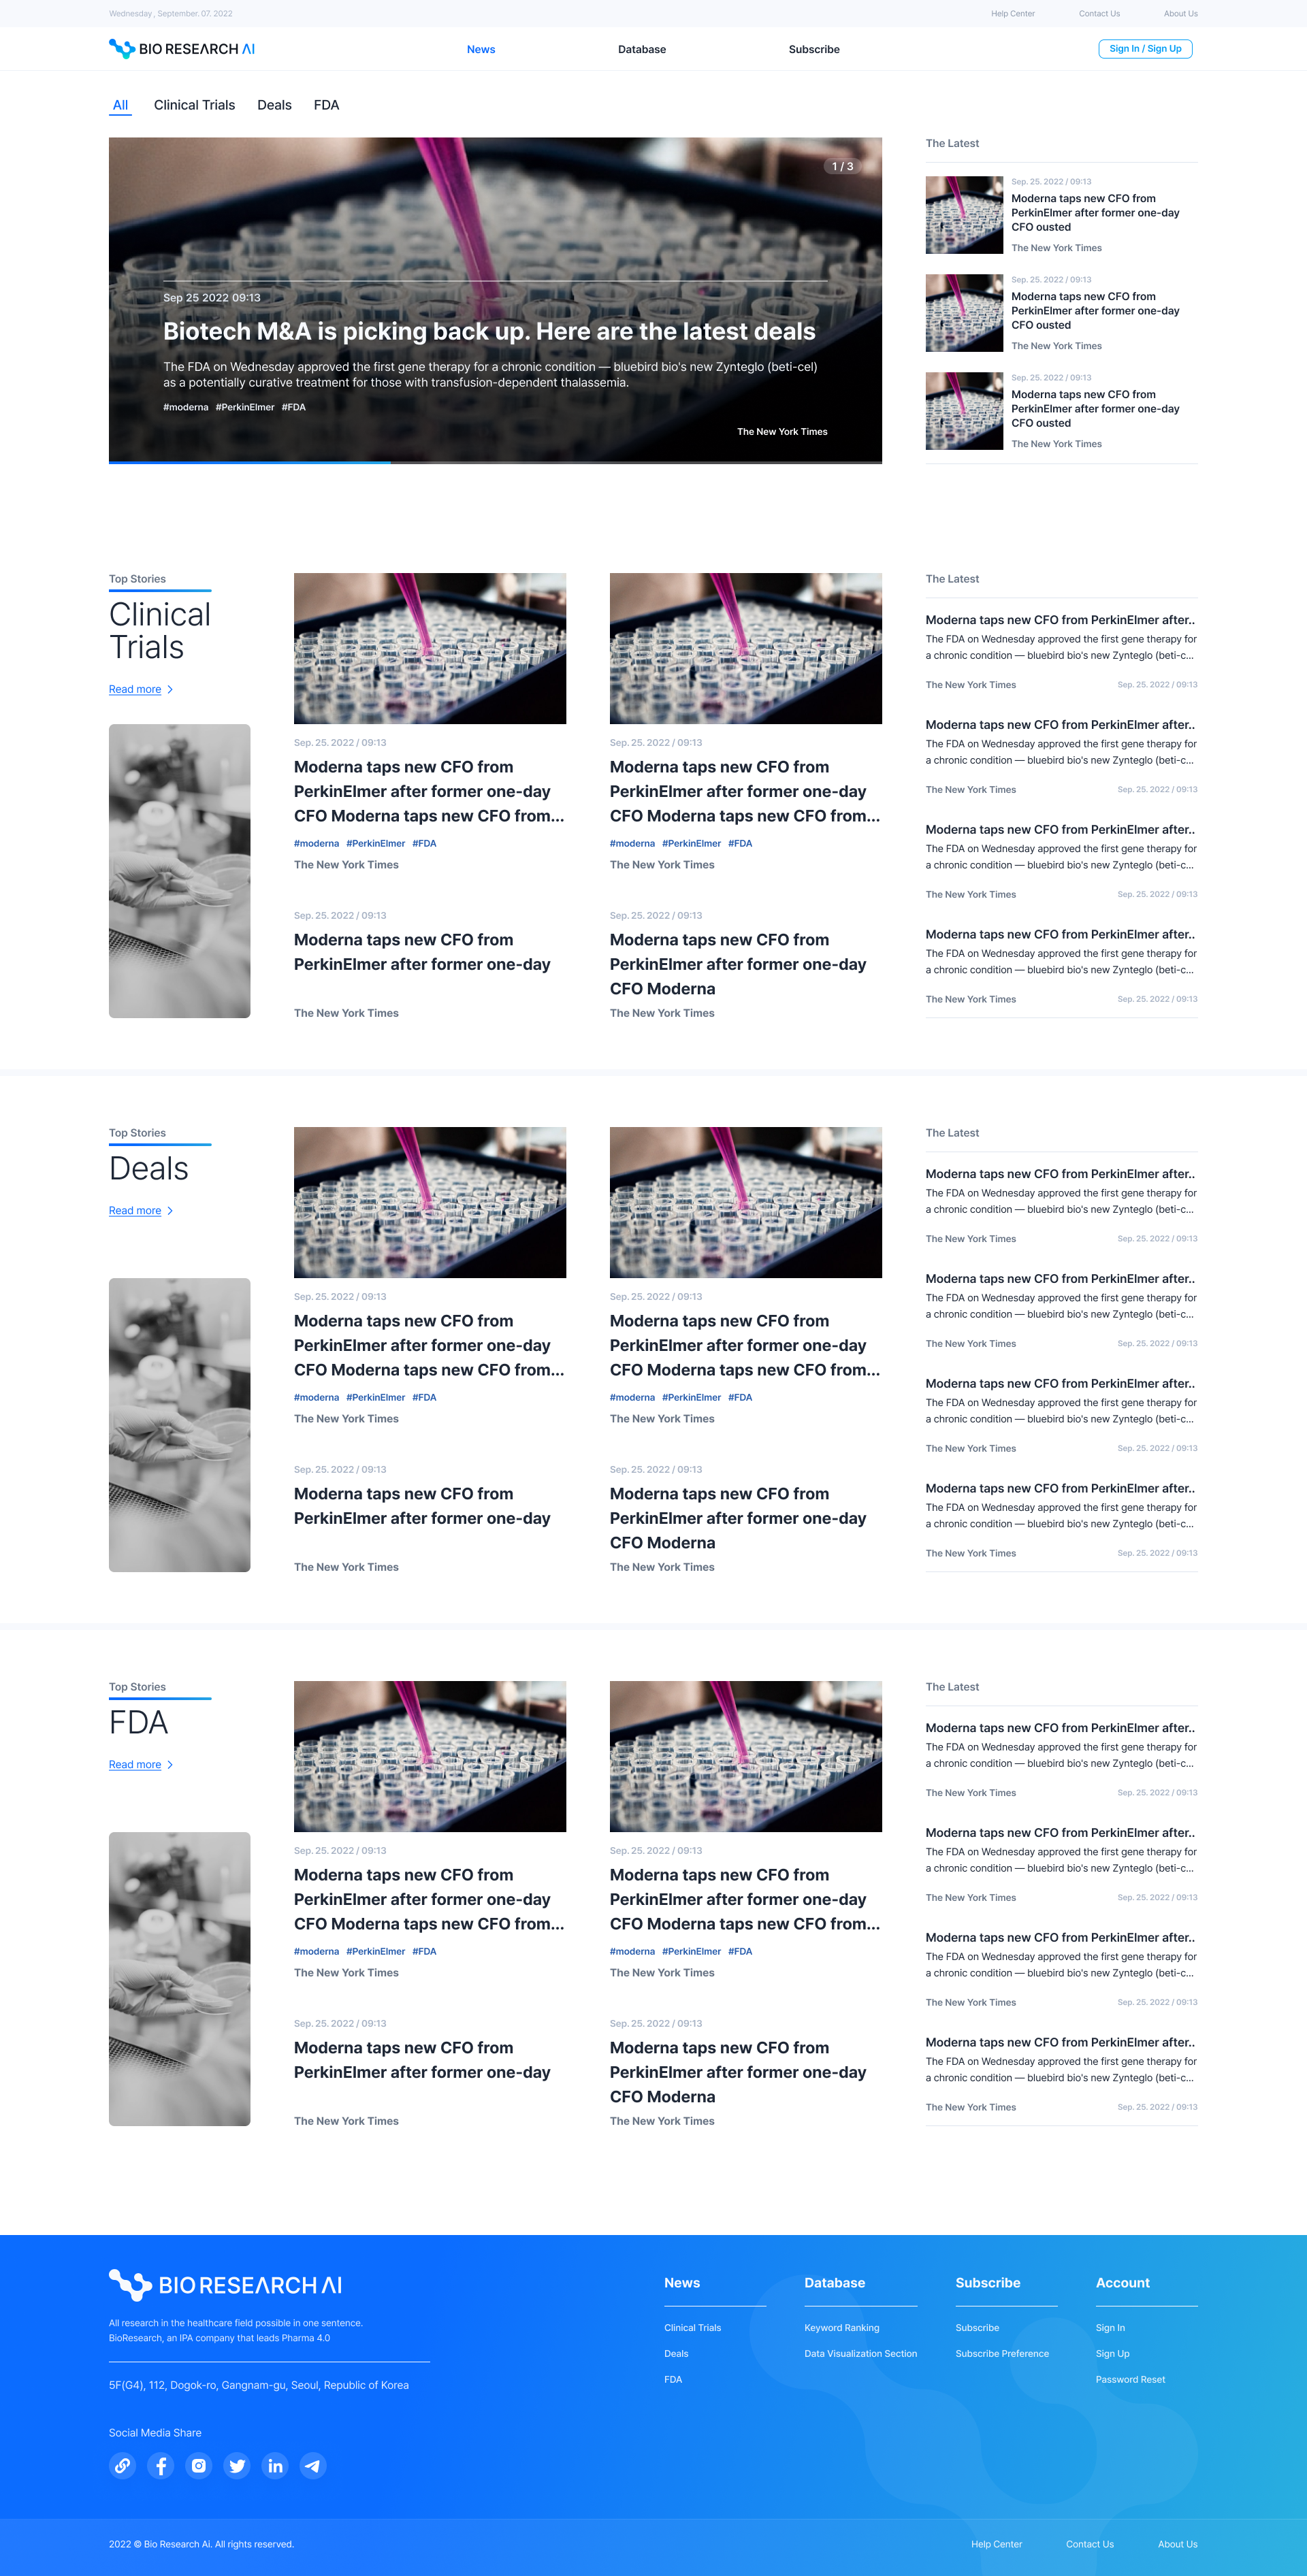 Wednesday, September. 07. 2022
Help Center
Contact Us
About Us
BIO RESEARCH AI
News
Database
Subscribe
Sign In / Sign Up
All
Clinical Trials
Deals
FDA
1 / 3
Sep 25 2022 09:13
Biotech M&A is picking back up. Here are the latest deals
The FDA on Wednesday approved the first gene therapy for a chronic condition — bluebird bio's new Zynteglo (beti-cel)
as a potentially curative treatment for those with transfusion-dependent thalassemia.
#moderna #PerkinElmer #FDA
The New York Times
The Latest
Sep. 25. 2022 / 09:13
Moderna taps new CFO from
PerkinElmer after former one-day
CFO ousted
The New York Times
Sep. 25. 2022 / 09:13
Moderna taps new CFO from
PerkinElmer after former one-day
CFO ousted
The New York Times
Sep. 25. 2022 / 09:13
Moderna taps new CFO from
PerkinElmer after former one-day
CFO ousted
The New York Times
Top Stories
Clinical
Trials
Read more
Sep. 25. 2022 / 09:13
Moderna taps new CFO from
PerkinElmer after former one-day
CFO Moderna taps new CFO from...
#moderna #PerkinElmer #FDA
The New York Times
Sep. 25. 2022 / 09:13
Moderna taps new CFO from
PerkinElmer after former one-day
CFO Moderna taps new CFO from...
#moderna #PerkinElmer #FDA
The New York Times
Sep. 25. 2022 / 09:13
Moderna taps new CFO from
PerkinElmer after former one-day
The New York Times
Sep. 25. 2022 / 09:13
Moderna taps new CFO from
PerkinElmer after former one-day
CFO Moderna
The New York Times
The Latest
Moderna taps new CFO from PerkinElmer after..
The FDA on Wednesday approved the first gene therapy for
a chronic condition — bluebird bio's new Zynteglo (beti-c...
The New York Times
Sep. 25. 2022 / 09:13
Moderna taps new CFO from PerkinElmer after..
The FDA on Wednesday approved the first gene therapy for
a chronic condition — bluebird bio's new Zynteglo (beti-c...
The New York Times
Sep. 25. 2022 / 09:13
Moderna taps new CFO from PerkinElmer after..
The FDA on Wednesday approved the first gene therapy for
a chronic condition — bluebird bio's new Zynteglo (beti-c...
The New York Times
Sep. 25. 2022 / 09:13
Moderna taps new CFO from PerkinElmer after..
The FDA on Wednesday approved the first gene therapy for
a chronic condition — bluebird bio's new Zynteglo (beti-c...
The New York Times
Sep. 25. 2022 / 09:13
Top Stories
Deals
Read more
Sep. 25. 2022 / 09:13
Moderna taps new CFO from
PerkinElmer after former one-day
CFO Moderna taps new CFO from...
#moderna #PerkinElmer #FDA
The New York Times
Sep. 25. 2022 / 09:13
Moderna taps new CFO from
PerkinElmer after former one-day
CFO Moderna taps new CFO from...
#moderna #PerkinElmer #FDA
The New York Times
Sep. 25. 2022 / 09:13
Moderna taps new CFO from
PerkinElmer after former one-day
The New York Times
Sep. 25. 2022 / 09:13
Moderna taps new CFO from
PerkinElmer after former one-day
CFO Moderna
The New York Times
The Latest
Moderna taps new CFO from PerkinElmer after..
The FDA on Wednesday approved the first gene therapy for
a chronic condition — bluebird bio's new Zynteglo (beti-c...
The New York Times
Sep. 25. 2022 / 09:13
Moderna taps new CFO from PerkinElmer after..
The FDA on Wednesday approved the first gene therapy for
a chronic condition — bluebird bio's new Zynteglo (beti-c...
The New York Times
Sep. 25. 2022 / 09:13
Moderna taps new CFO from PerkinElmer after..
The FDA on Wednesday approved the first gene therapy for
a chronic condition — bluebird bio's new Zynteglo (beti-c...
The New York Times
Sep. 25. 2022 / 09:13
Moderna taps new CFO from PerkinElmer after..
The FDA on Wednesday approved the first gene therapy for
a chronic condition — bluebird bio's new Zynteglo (beti-c...
The New York Times
Sep. 25. 2022 / 09:13
Top Stories
FDA
Read more
Sep. 25. 2022 / 09:13
Moderna taps new CFO from
PerkinElmer after former one-day
CFO Moderna taps new CFO from...
#moderna #PerkinElmer #FDA
The New York Times
Sep. 25. 2022 / 09:13
Moderna taps new CFO from
PerkinElmer after former one-day
CFO Moderna taps new CFO from...
#moderna #PerkinElmer #FDA
The New York Times
Sep. 25. 2022 / 09:13
Moderna taps new CFO from
PerkinElmer after former one-day
The New York Times
Sep. 25. 2022 / 09:13
Moderna taps new CFO from
PerkinElmer after former one-day
CFO Moderna
The New York Times
The Latest
Moderna taps new CFO from PerkinElmer after..
The FDA on Wednesday approved the first gene therapy for
a chronic condition — bluebird bio's new Zynteglo (beti-c...
The New York Times
Sep. 25. 2022 / 09:13
Moderna taps new CFO from PerkinElmer after..
The FDA on Wednesday approved the first gene therapy for
a chronic condition — bluebird bio's new Zynteglo (beti-c...
The New York Times
Sep. 25. 2022 / 09:13
Moderna taps new CFO from PerkinElmer after..
The FDA on Wednesday approved the first gene therapy for
a chronic condition — bluebird bio's new Zynteglo (beti-c...
The New York Times
Sep. 25. 2022 / 09:13
Moderna taps new CFO from PerkinElmer after..
The FDA on Wednesday approved the first gene therapy for
a chronic condition — bluebird bio's new Zynteglo (beti-c...
The New York Times
Sep. 25. 2022 / 09:13
BIO RESEARCH AI
All research in the healthcare field possible in one sentence.
BioResearch, an IPA company that leads Pharma 4.0
5F(G4), 112, Dogok-ro, Gangnam-gu, Seoul, Republic of Korea
Social Media Share
News
Clinical Trials
Deals
FDA
Database
Keyword Ranking
Data Visualization Section
Subscribe
Subscribe
Subscribe Preference
Account
Sign In
Sign Up
Password Reset
2022 © Bio Research Ai. All rights reserved.
Help Center
Contact Us
About Us